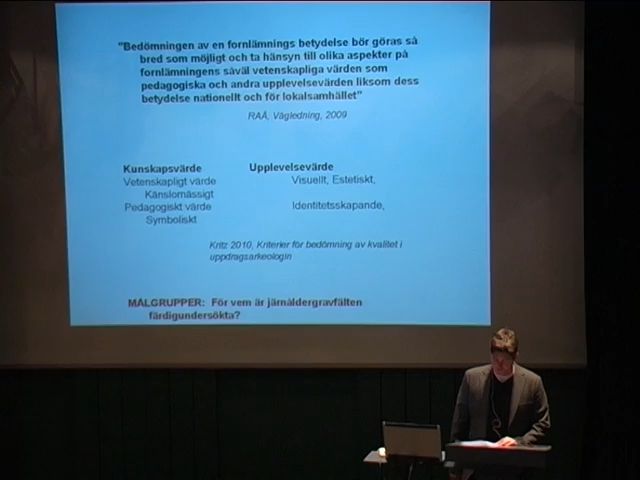 "Bedömningen av en fornlämnings betydelse bör göras så
bred som möjligt och ta hänsyn till olika aspekter på
fornlämningens såväl vetenskapliga värden som
pedagogiska och andra upplevelsevärden liksom dess
betydelse nationellt och för lokalsamhället"
RAÄ, Vägledning, 2009
Kunskapsvärde Upplevelsevärde
Vetenskapligt värde Visuellt, Estetiskt,
Känslomässigt
Pedagogiskt värde Identitetsskapande,
Symboliskt
Kritz 2010, Kriterier för bedömning av kvalitet i
uppdragsarkeologin
MÅLGRUPPER: För vem är järnåldergravfälten
färdigundersökta?